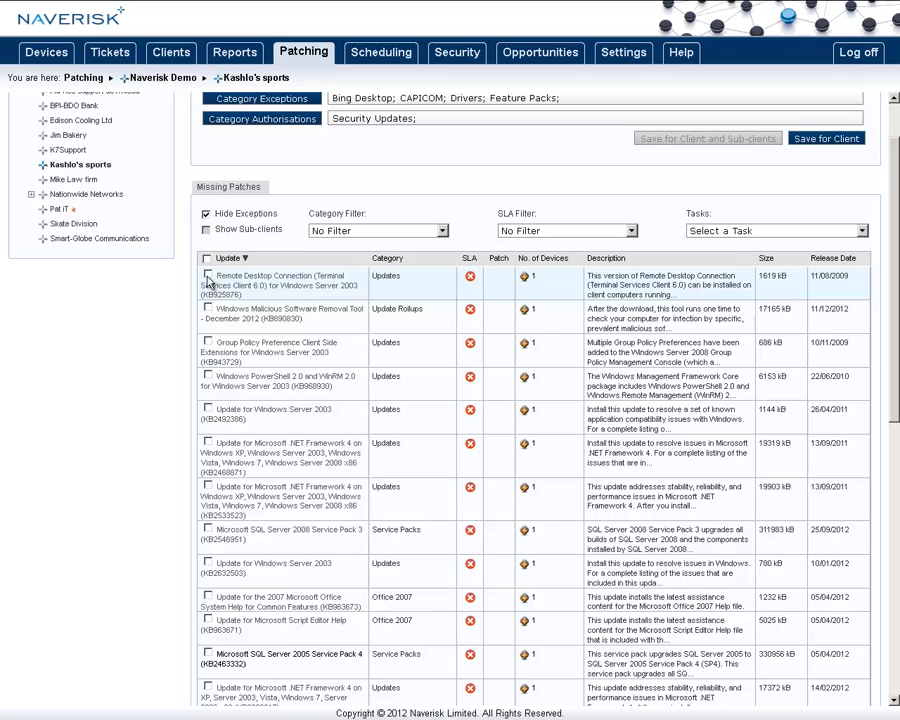 NAVERISK
Devices Tickets Clients Reports Patching Scheduling Security Opportunities Settings Help Log off
You are here: Patching ▸ Naverisk Demo ▸ Kashlo's sports
BPI-BDO Bank
Edison Cooling Ltd
Jim Bakery
K7Support
Kashlo's sports
Mike Law firm
Nationwide Networks
Pat iT
Skate Division
Smart-Globe Communications
Category Exceptions Bing Desktop; CAPICOM; Drivers; Feature Packs;
Category Authorisations Security Updates;
Save for Client and Sub-clients Save for Client
Missing Patches
Hide Exceptions Category Filter: SLA Filter: Tasks:
Show Sub-clients No Filter No Filter Select a Task
Update ▼ Category SLA Patch No. of Devices Description Size Release Date
Remote Desktop Connection (Terminal Updates 1 This version of Remote Desktop Connection 1619 kB 11/08/2009
Services Client 6.0) for Windows Server 2003 (Terminal Services Client 6.0) can be installed on
(KB925876) client computers running...
Windows Malicious Software Removal Tool Update Rollups 1 After the download, this tool runs one time to 17165 kB 11/12/2012
- December 2012 (KB890830) check your computer for infection by specific,
prevalent malicious sof...
Group Policy Preference Client Side Updates 1 Multiple Group Policy Preferences have been 686 kB 10/11/2009
Extensions for Windows Server 2003 added to the Windows Server 2008 Group
(KB943729) Policy Management Console (which a...
Windows PowerShell 2.0 and WinRM 2.0 Updates 1 The Windows Management Framework Core 6153 kB 22/06/2010
for Windows Server 2003 (KB968930) package includes Windows PowerShell 2.0 and
Windows Remote Management (WinRM) 2...
Update for Windows Server 2003 Updates 1 Install this update to resolve a set of known 1144 kB 26/04/2011
(KB2492386) application compatibility issues with Windows.
For a complete listing o...
Update for Microsoft .NET Framework 4 on Updates 1 Install this update to resolve issues in Microsoft 19319 kB 13/09/2011
Windows XP, Windows Server 2003, Windows .NET Framework 4. For a complete listing of the
Vista, Windows 7, Windows Server 2008 x86 issues that are in...
(KB2468871)
Update for Microsoft .NET Framework 4 on Updates 1 This update addresses stability, reliability, and 19903 kB 13/09/2011
Windows XP, Windows Server 2003, Windows performance issues in Microsoft .NET
Vista, Windows 7, Windows Server 2008 x86 Framework 4. After you install...
(KB2533523)
Microsoft SQL Server 2008 Service Pack 3 Service Packs 1 SQL Server 2008 Service Pack 3 upgrades all 311983 kB 25/09/2012
(KB2546951) builds of SQL Server 2008 and the components
installed by SQL Server 2008...
Update for Windows Server 2003 Updates 1 Install this update to resolve issues in Windows. 780 kB 10/01/2012
(KB2632503) For a complete listing of the issues that are
included in this upda...
Update for the 2007 Microsoft Office Office 2007 1 This update installs the latest assistance 1232 kB 05/04/2012
System Help for Common Features (KB963673) content for the Microsoft Office 2007 Help file.
Update for Microsoft Script Editor Help Office 2007 1 This update installs the latest assistance 5025 kB 05/04/2012
(KB963671) content for the Microsoft Script Editor Help file
that is included with th...
Microsoft SQL Server 2005 Service Pack 4 Service Packs 1 This service pack upgrades SQL Server 2005 to 330956 kB 05/04/2012
(KB2463332) SQL Server 2005 Service Pack 4 (SP4). This
service pack upgrades all SQ...
Update for Microsoft .NET Framework 4 on Updates 1 This update addresses stability, reliability, and 17372 kB 14/02/2012
XP, Server 2003, Vista, Windows 7, Server performance issues in Microsoft .NET
Copyright © 2012 Naverisk Limited. All Rights Reserved.